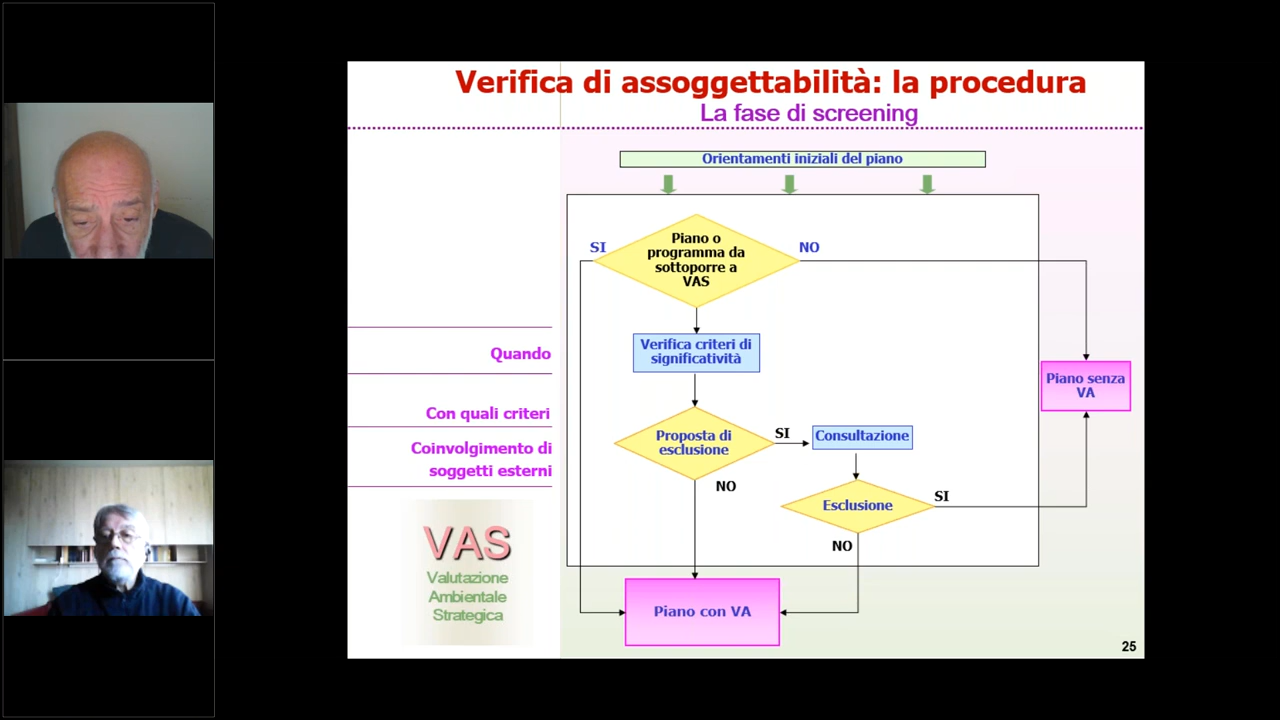 Verifica di assoggettabilità: la procedura
La fase di screening
Orientamenti iniziali del piano
SI
Piano o
programma da
sottoporre a
VAS
NO
Verifica criteri di
significatività
Quando
Piano senza
VA
Con quali criteri
Proposta di
esclusione
SI
Consultazione
Coinvolgimento di
soggetti esterni
NO
Esclusione
SI
NO
VAS
Valutazione
Ambientale
Strategica
Piano con VA
25